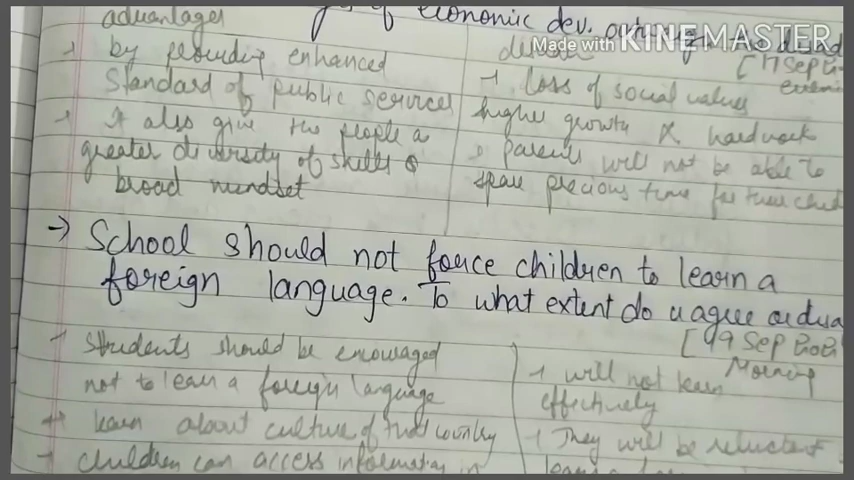 advantages
of economic dev.
by providing enhanced
Standard of public services
It also give the people a
greater diversity of skills &
broad mindset
[17 Sep
Made with KINEMASTER
loss of social values
higher growth & hardwork
Parents will not be able to
spare precious time for their
→ School should not force children to learn a
foreign language. To what extent do u agree or
[19 Sep
Morning
Students should be encouraged
not to learn a foreign language
learn about culture of that country
children can access information in
will not learn
effectively
They will be reluctant